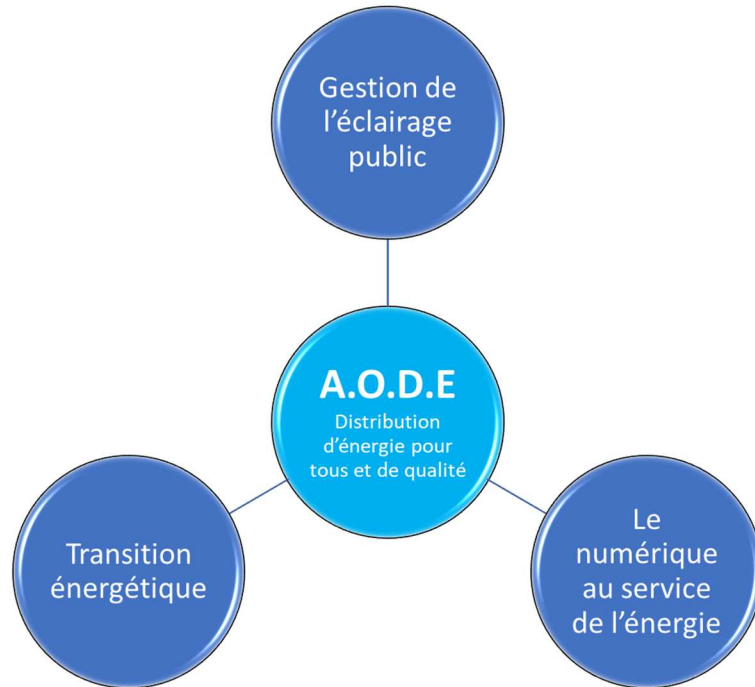 Gestion de
l’éclairage
public
A.O.D.E
Distribution
d’énergie pour
tous et de qualité
Transition
énergétique
Le
numérique
au service
de l’énergie